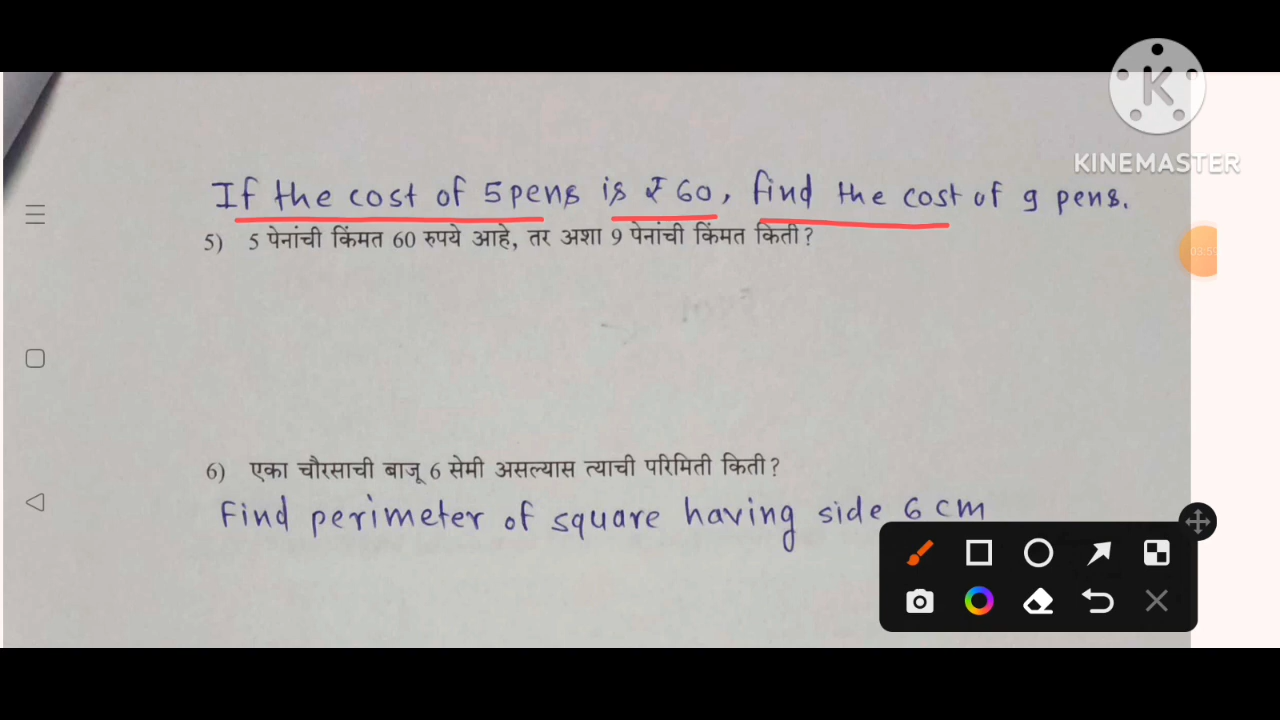 KINEMASTER
If the cost of 5 pens is ₹ 60, find the cost of 9 pens.
5) 5 पेनांची किंमत 60 रुपये आहे, तर अशा 9 पेनांची किंमत किती?
03:59
6) एका चौरसाची बाजू 6 सेमी असल्यास त्याची परिमिती किती?
Find perimeter of square having side 6 cm